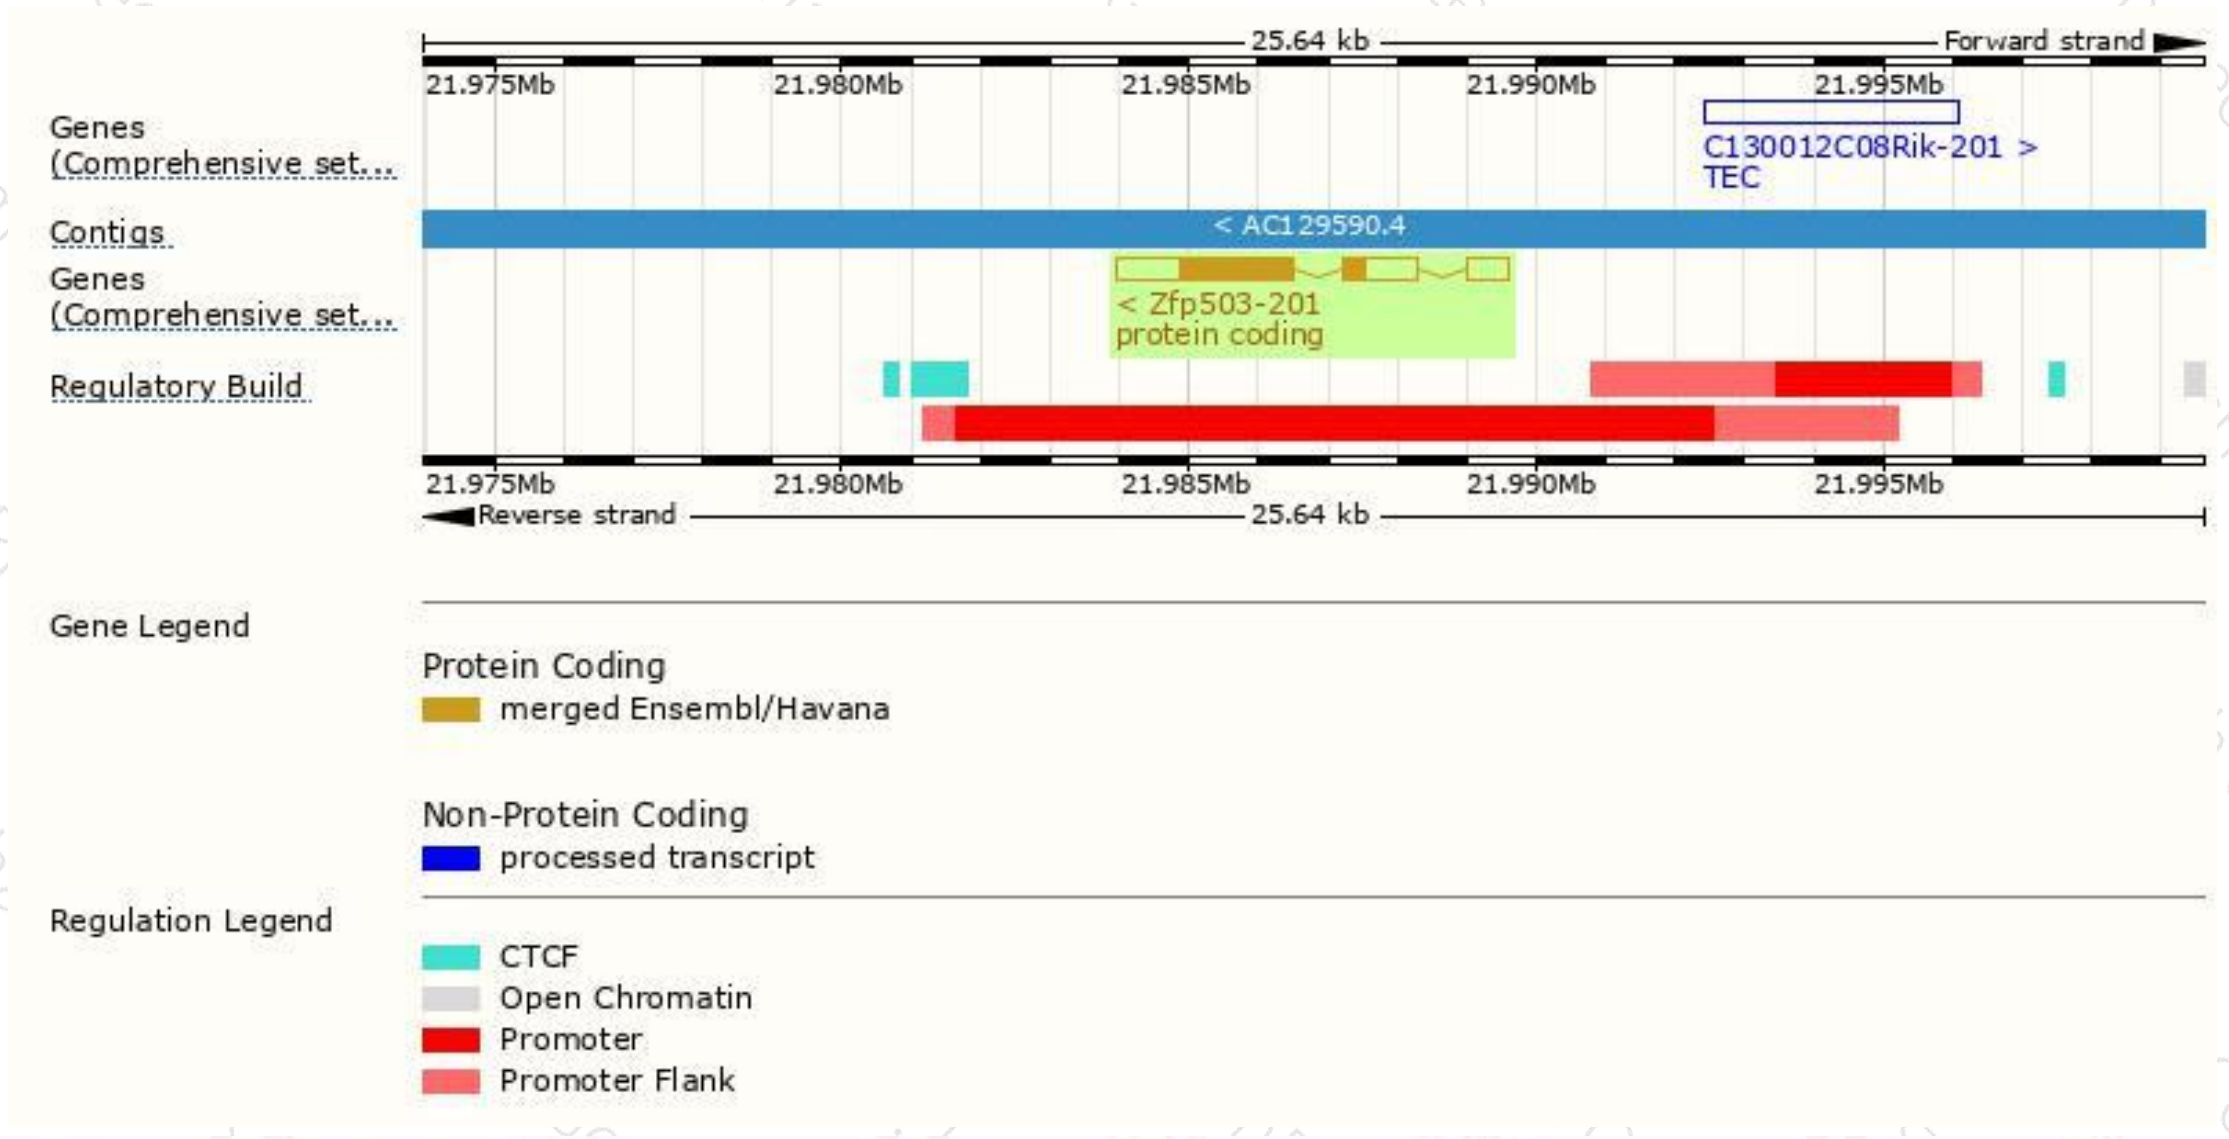 25.64 kb
Forward strand
21.975Mb 21.980Mb 21.985Mb 21.990Mb 21.995Mb
Genes
(Comprehensive set...
C130012C08Rik-201 >
TEC
Contigs
< AC129590.4
Genes
(Comprehensive set...
< Zfp503-201
protein coding
Regulatory Build
21.975Mb 21.980Mb 21.985Mb 21.990Mb 21.995Mb
Reverse strand
25.64 kb
Gene Legend
Protein Coding
merged Ensembl/Havana
Non-Protein Coding
processed transcript
Regulation Legend
CTCF
Open Chromatin
Promoter
Promoter Flank